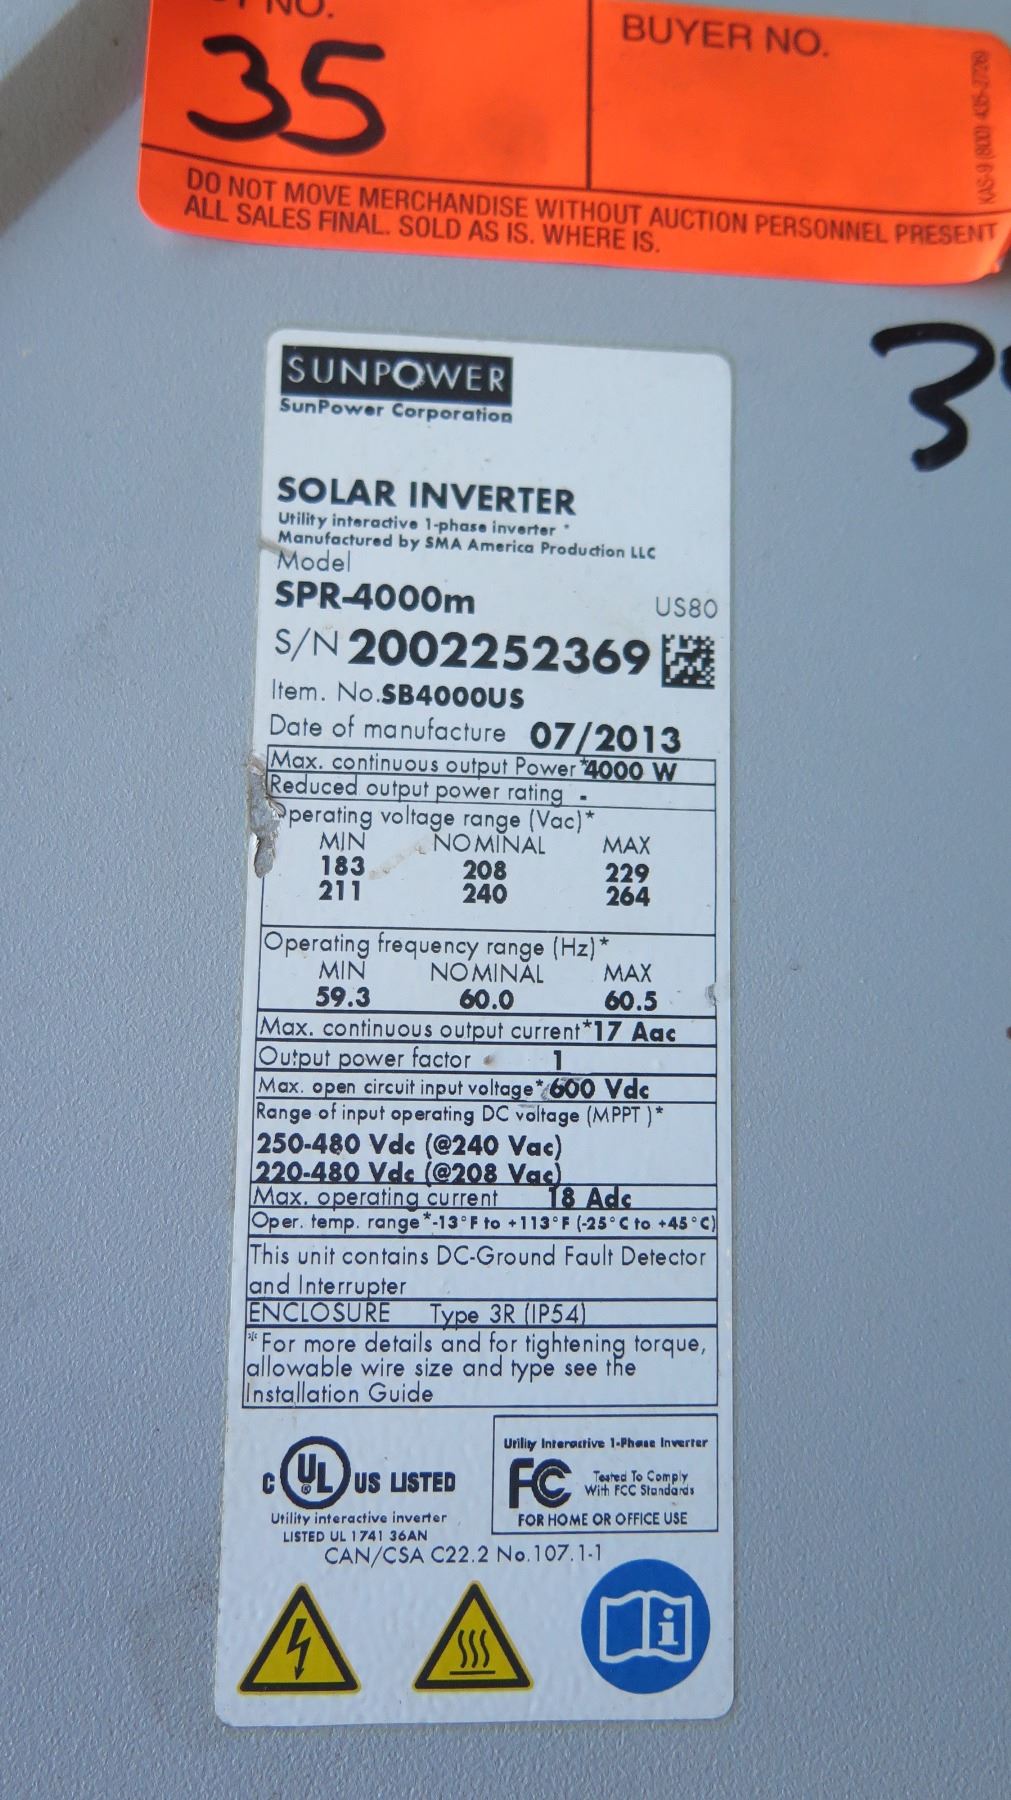 NO.
35
BUYER NO.
KAS-9 (800) 435-2726)
DO NOT MOVE MERCHANDISE WITHOUT AUCTION PERSONNEL PRESENT
ALL SALES FINAL. SOLD AS IS. WHERE IS.
3
SUNPOWER
SunPower Corporation
SOLAR INVERTER
Utility interactive 1-phase inverter *
Manufactured by SMA America Production LLC
Model
SPR-4000m US80
S/N 2002252369
Item. No.SB4000US
Date of manufacture 07/2013
Max. continuous output Power*4000 W
Reduced output power rating -
Operating voltage range (Vac)*
MIN NOMINAL MAX
183 208 229
211 240 264
Operating frequency range (Hz)*
MIN NOMINAL MAX
59.3 60.0 60.5
Max. continuous output current*17 Aac
Output power factor 1
Max. open circuit input voltage*600 Vdc
Range of input operating DC voltage (MPPT )*
250-480 Vdc (@240 Vac)
220-480 Vdc (@208 Vac)
Max. operating current 18 Adc
Oper. temp. range*-13°F to +113°F (-25°C to +45°C)
This unit contains DC-Ground Fault Detector
and Interrupter
ENCLOSURE Type 3R (IP54)
*For more details and for tightening torque,
allowable wire size and type see the
Installation Guide
C UL ® US LISTED
Utility interactive inverter
LISTED UL 1741 36AN
CAN/CSA C22.2 No.107.1-1
Utility Interactive 1-Phase Inverter
FC Tested To Comply
With FCC Standards
FOR HOME OR OFFICE USE
i